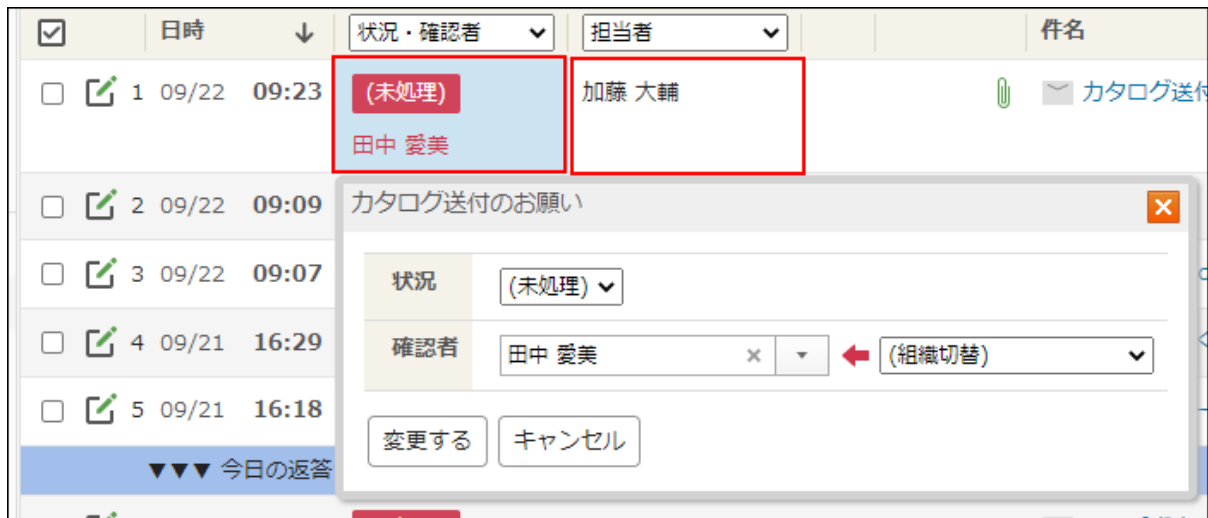 日時 ↓ 状況・確認者 担当者 件名
1 09/22 09:23 (未処理) 加藤 大輔 カタログ送付
田中 愛美
2 09/22 09:09
カタログ送付のお願い
3 09/22 09:07
状況 (未処理)
4 09/21 16:29
確認者 田中 愛美 × (組織切替)
5 09/21 16:18
変更する キャンセル
▼▼▼ 今日の返答